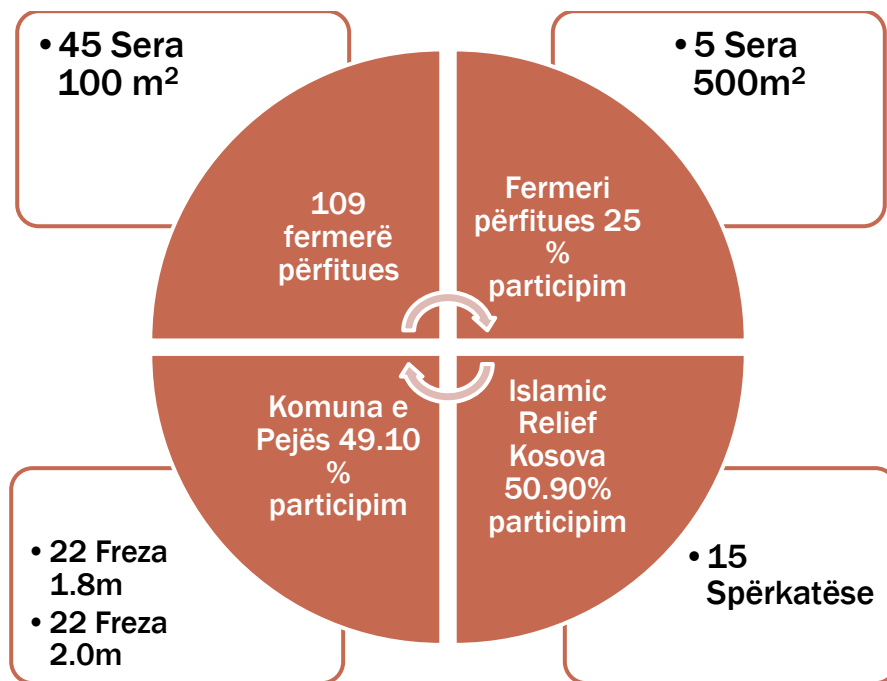 • 45 Sera
100 m²
• 5 Sera
500m²
109
fermerë
përfitues
Fermeri
përfitues 25
%
participim
Komuna e
Pejës 49.10
%
participim
Islamic
Relief
Kosova
50.90%
participim
• 22 Freza
1.8m
• 22 Freza
2.0m
• 15
Spërkatëse